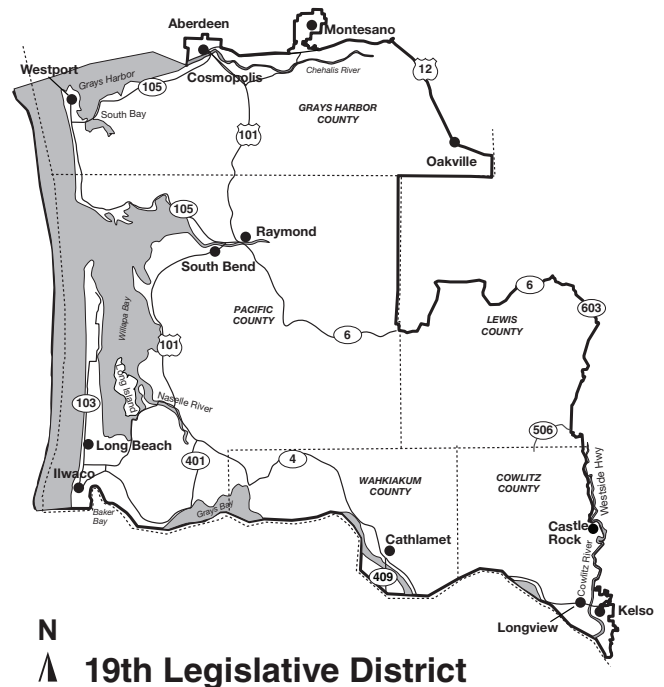 Aberdeen
Montesano
Westport
Grays Harbor
Cosmopolis
Chehalis River
12
105
South Bay
GRAYS HARBOR
COUNTY
101
Oakville
105
Raymond
South Bend
6
603
Willapa Bay
PACIFIC
COUNTY
LEWIS
COUNTY
6
101
Long Island
Naselle River
103
506
Long Beach
401
4
Westside Hwy
Ilwaco
WAHKIAKUM
COUNTY
COWLITZ
COUNTY
Baker
Bay
Grays Bay
Castle
Rock
Cathlamet
409
Cowlitz River
Kelso
Longview
N
19th Legislative District